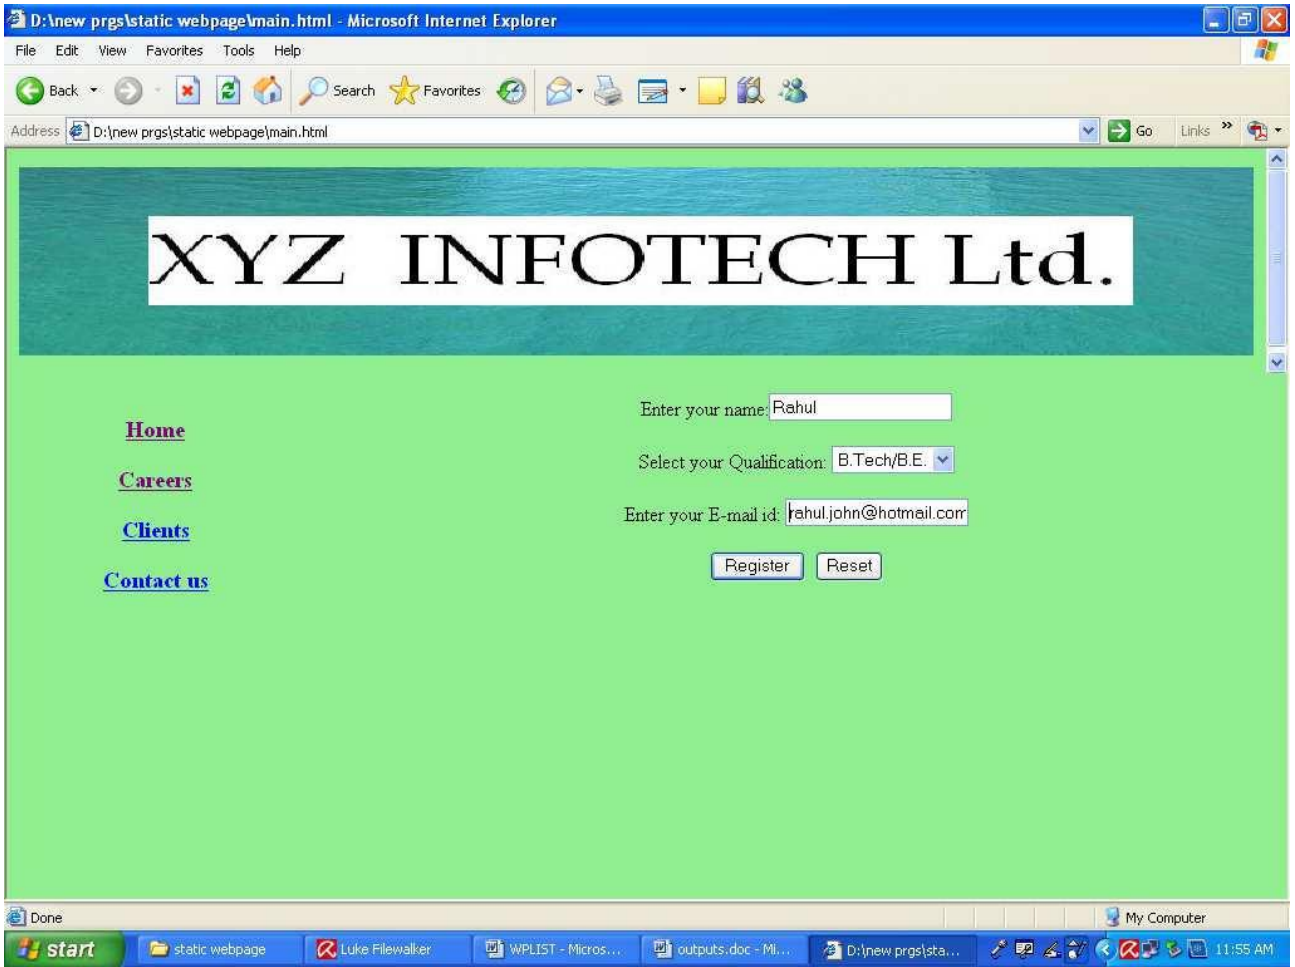 D:\new prgs\static webpage\main.html - Microsoft Internet Explorer
File Edit View Favorites Tools Help
Back Search Favorites
Address D:\new prgs\static webpage\main.html Go Links »
XYZ INFOTECH Ltd.
Home
Careers
Clients
Contact us
Enter your name: Rahul
Select your Qualification: B.Tech/B.E.
Enter your E-mail id: rahul.john@hotmail.com
Register Reset
Done My Computer
start static webpage Luke Filewalker WPLIST - Micros... outputs.doc - Mi... D:\new prgs\sta... 11:55 AM